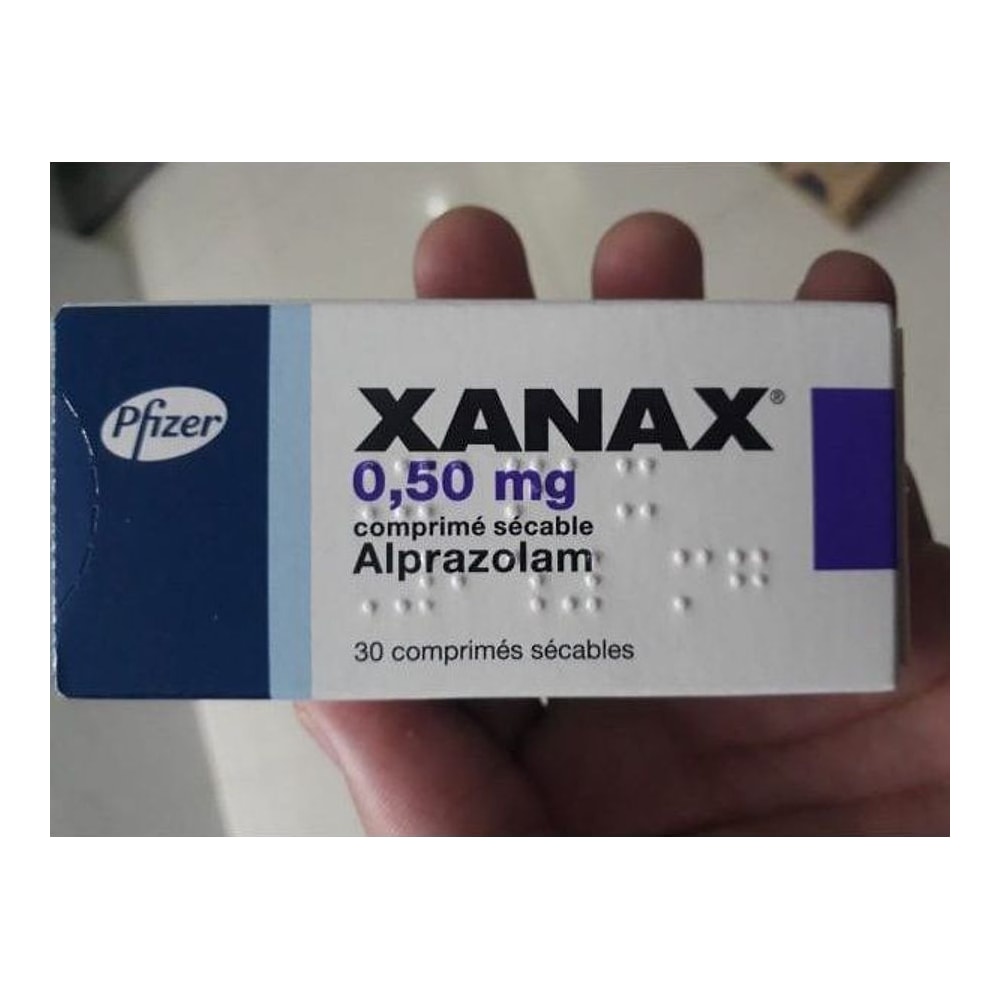 Pfizer
XANAX®
0,50 mg
comprimé sécable
Alprazolam
30 comprimés sécables